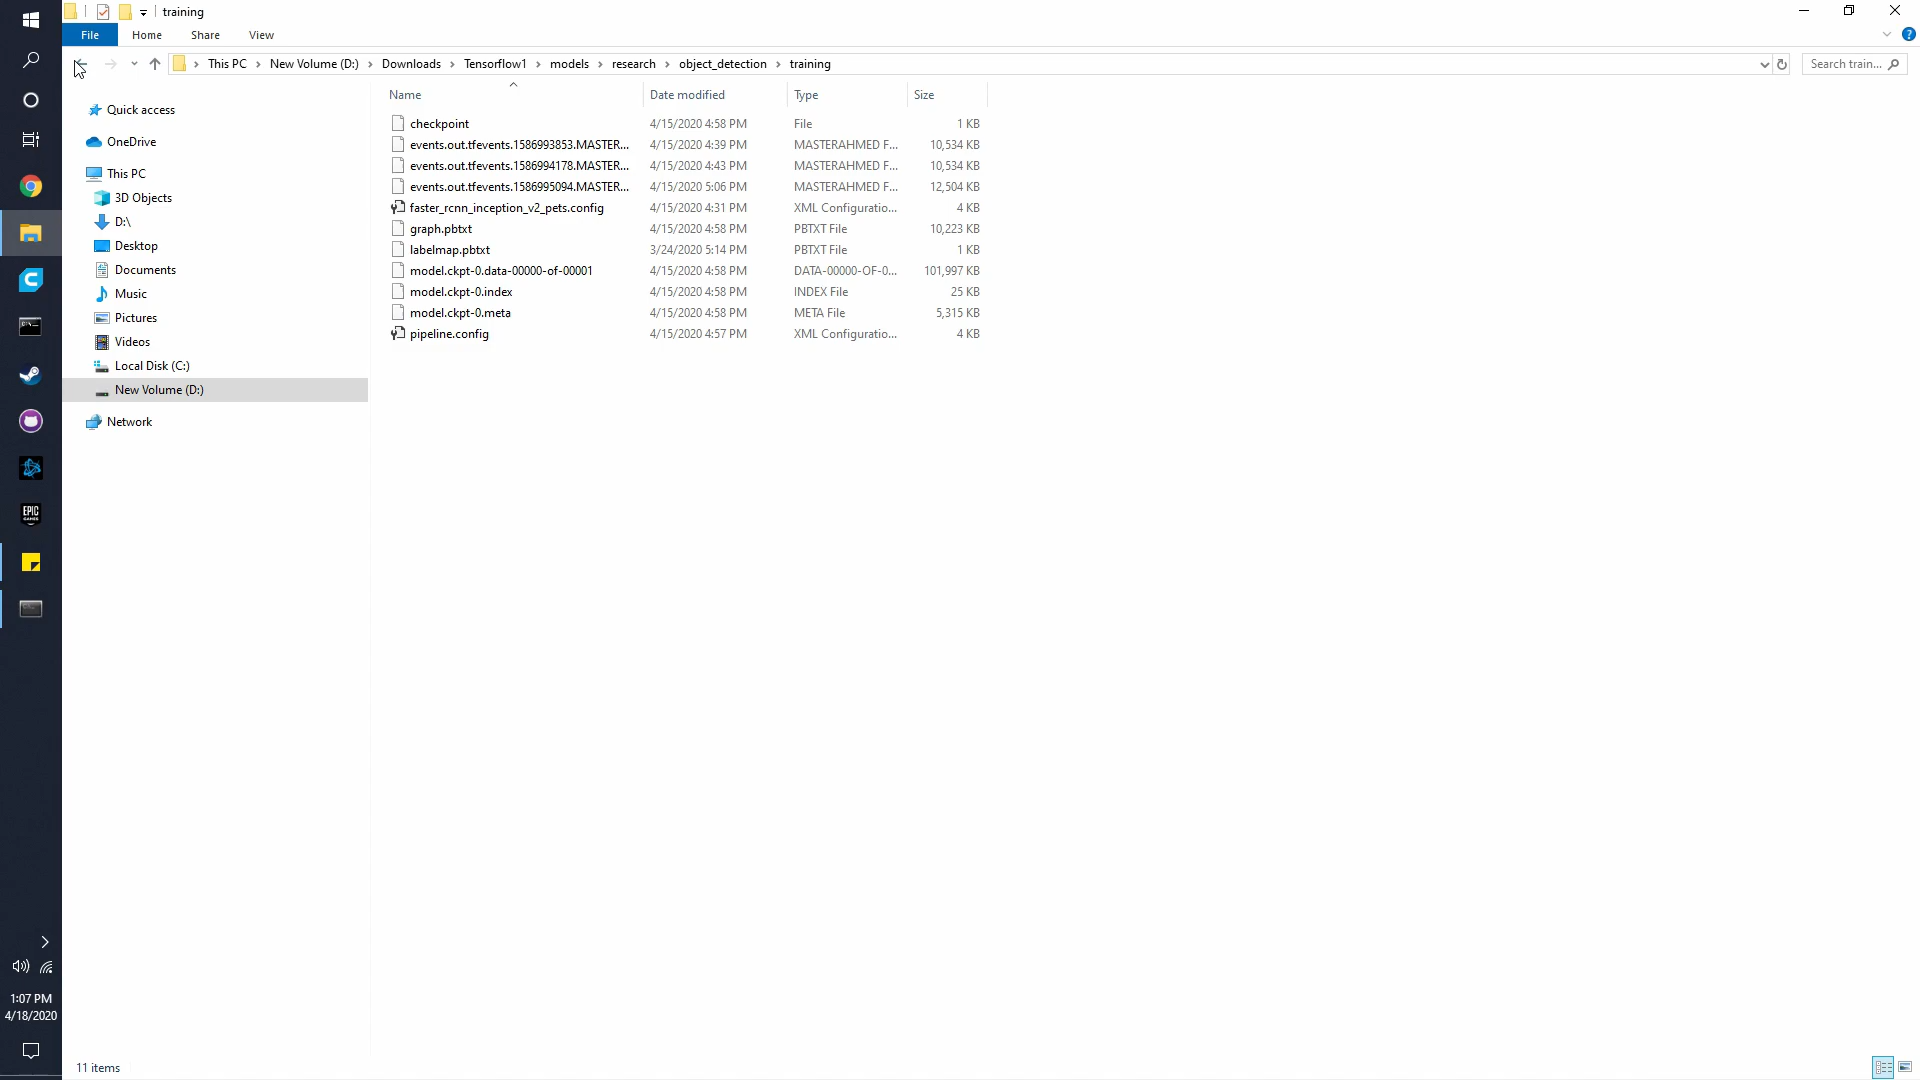 training
File Home Share View
This PC New Volume (D:) Downloads Tensorflow1 models research object_detection training
Search train...
Name Date modified Type Size
Quick access
OneDrive
This PC
3D Objects
D:\
Desktop
Documents
Music
Pictures
Videos
Local Disk (C:)
New Volume (D:)
Network
checkpoint 4/15/2020 4:58 PM File 1 KB
events.out.tfevents.1586993853.MASTER... 4/15/2020 4:39 PM MASTERAHMED F... 10,534 KB
events.out.tfevents.1586994178.MASTER... 4/15/2020 4:43 PM MASTERAHMED F... 10,534 KB
events.out.tfevents.1586995094.MASTER... 4/15/2020 5:06 PM MASTERAHMED F... 12,504 KB
faster_rcnn_inception_v2_pets.config 4/15/2020 4:31 PM XML Configuratio... 4 KB
graph.pbtxt 4/15/2020 4:58 PM PBTXT File 10,223 KB
labelmap.pbtxt 3/24/2020 5:14 PM PBTXT File 1 KB
model.ckpt-0.data-00000-of-00001 4/15/2020 4:58 PM DATA-00000-OF-0... 101,997 KB
model.ckpt-0.index 4/15/2020 4:58 PM INDEX File 25 KB
model.ckpt-0.meta 4/15/2020 4:58 PM META File 5,315 KB
pipeline.config 4/15/2020 4:57 PM XML Configuratio... 4 KB
EPIC
GAMES
1:07 PM
4/18/2020
11 items